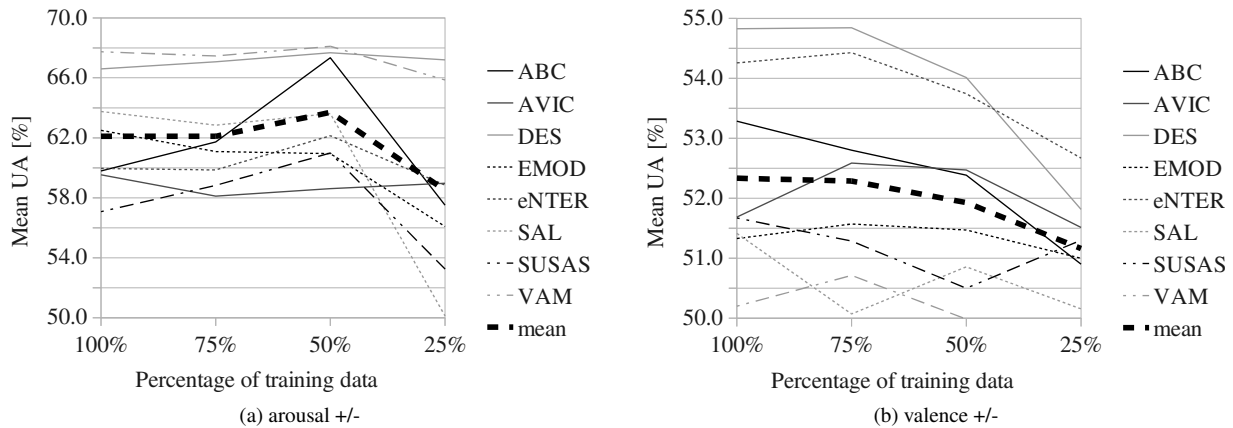 70.0
66.0
62.0
58.0
54.0
50.0
Mean UA [%]
100% 75% 50% 25%
Percentage of training data
ABC
AVIC
DES
EMOD
eNTER
SAL
SUSAS
VAM
mean
(a) arousal +/-
55.0
54.0
53.0
52.0
51.0
50.0
Mean UA [%]
100% 75% 50% 25%
Percentage of training data
ABC
AVIC
DES
EMOD
eNTER
SAL
SUSAS
VAM
mean
(b) valence +/-